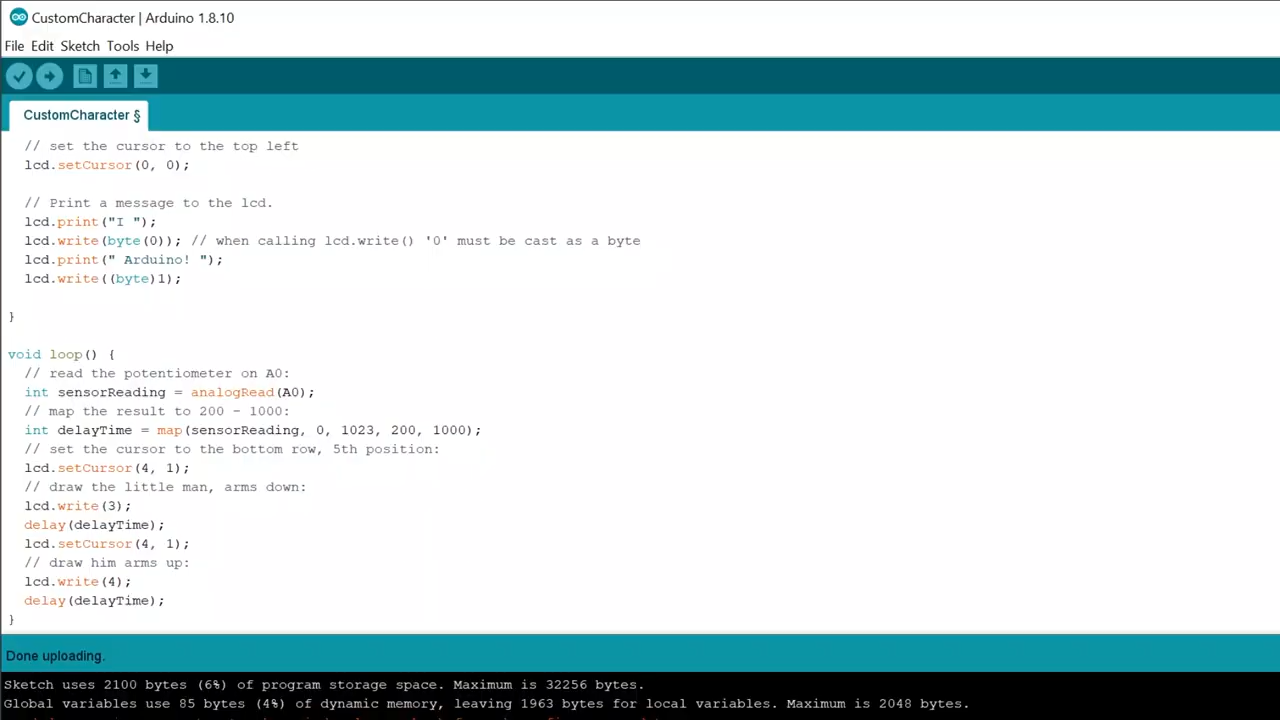 CustomCharacter | Arduino 1.8.10
File Edit Sketch Tools Help
CustomCharacter §
// set the cursor to the top left
lcd.setCursor(0, 0);
// Print a message to the lcd.
lcd.print("I ");
lcd.write(byte(0)); // when calling lcd.write() '0' must be cast as a byte
lcd.print(" Arduino! ");
lcd.write((byte)1);
}
void loop() {
// read the potentiometer on A0:
int sensorReading = analogRead(A0);
// map the result to 200 - 1000:
int delayTime = map(sensorReading, 0, 1023, 200, 1000);
// set the cursor to the bottom row, 5th position:
lcd.setCursor(4, 1);
// draw the little man, arms down:
lcd.write(3);
delay(delayTime);
lcd.setCursor(4, 1);
// draw him arms up:
lcd.write(4);
delay(delayTime);
}
Done uploading.
Sketch uses 2100 bytes (6%) of program storage space. Maximum is 32256 bytes.
Global variables use 85 bytes (4%) of dynamic memory, leaving 1963 bytes for local variables. Maximum is 2048 bytes.